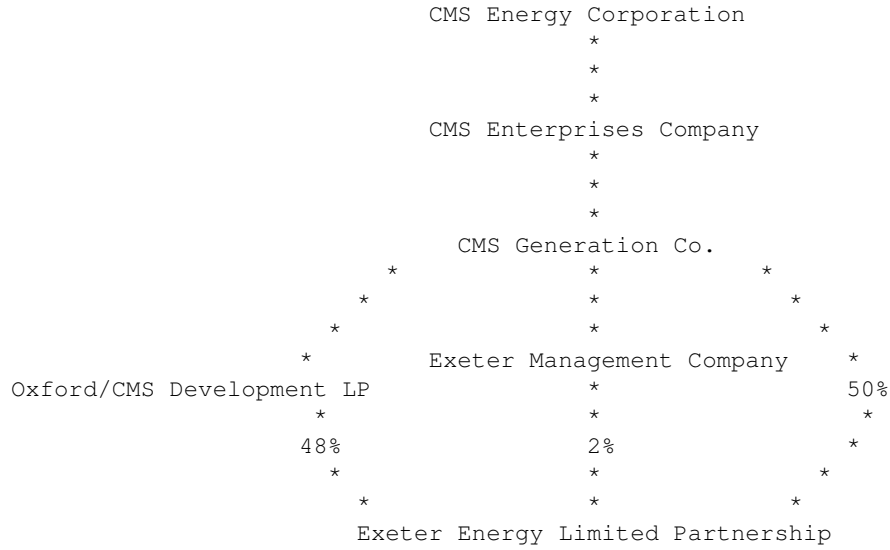 CMS Energy Corporation
*
*
*
CMS Enterprises Company
*
*
*
CMS Generation Co.
* * *
* * *
* * *
* Exeter Management Company *
Oxford/CMS Development LP * 50%
* * *
48% 2% *
* * *
* * *
Exeter Energy Limited Partnership